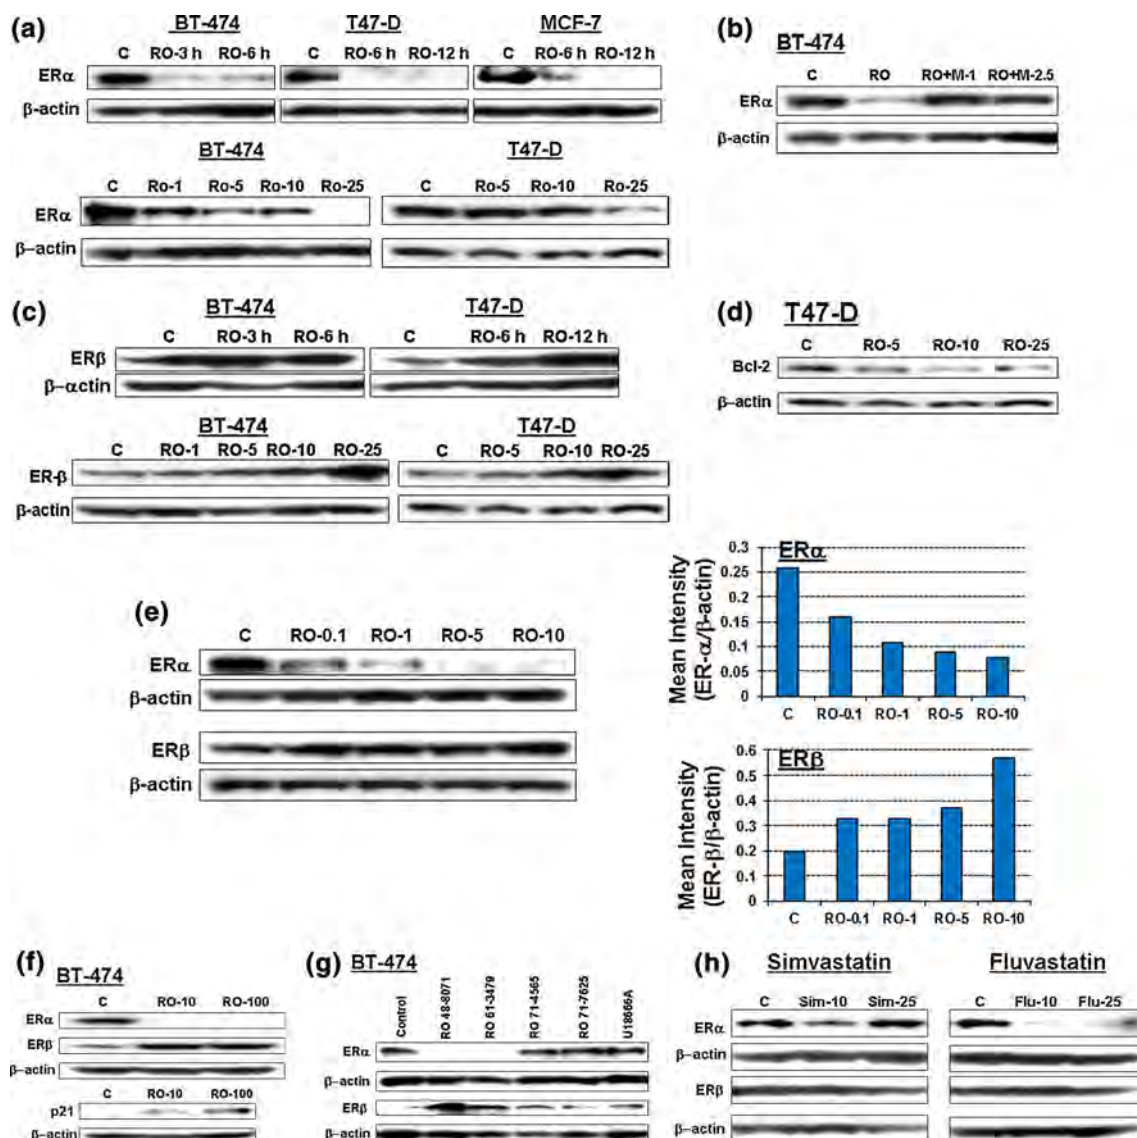 (a) BT-474 T47-D MCF-7
C RO-3 h RO-6 h C RO-6 h RO-12 h C RO-6 h RO-12 h
ERα
β-actin
BT-474 T47-D
C Ro-1 Ro-5 Ro-10 Ro-25 C Ro-5 Ro-10 Ro-25
ERα
β-actin
(b) BT-474
C RO RO+M-1 RO+M-2.5
ERα
β-actin
(c) BT-474 T47-D
C RO-3 h RO-6 h C RO-6 h RO-12 h
ERβ
β-αctin
BT-474 T47-D
C RO-1 RO-5 RO-10 RO-25 C RO-5 RO-10 RO-25
ER-β
β-actin
(d) T47-D
C RO-5 RO-10 RO-25
Bcl-2
β-actin
(e)
C RO-0.1 RO-1 RO-5 RO-10
ERα
β-actin
ERβ
β-actin
ERα
Mean Intensity
(ER-α/β-actin)
0.3
0.25
0.2
0.15
0.1
0.05
0
C RO-0.1 RO-1 RO-5 RO-10
ERβ
Mean Intensity
(ER-β/β-actin)
0.6
0.5
0.4
0.3
0.2
0.1
0
C RO-0.1 RO-1 RO-5 RO-10
(f) BT-474
C RO-10 RO-100
ERα
ERβ
β-actin
C RO-10 RO-100
p21
β-actin
(g) BT-474
Control RO 48-8071 RO 61-3479 RO 71-4565 RO 71-7625 U18666A
ERα
β-actin
ERβ
β-actin
(h) Simvastatin Fluvastatin
C Sim-10 Sim-25 C Flu-10 Flu-25
ERα
β-actin
ERβ
β-actin